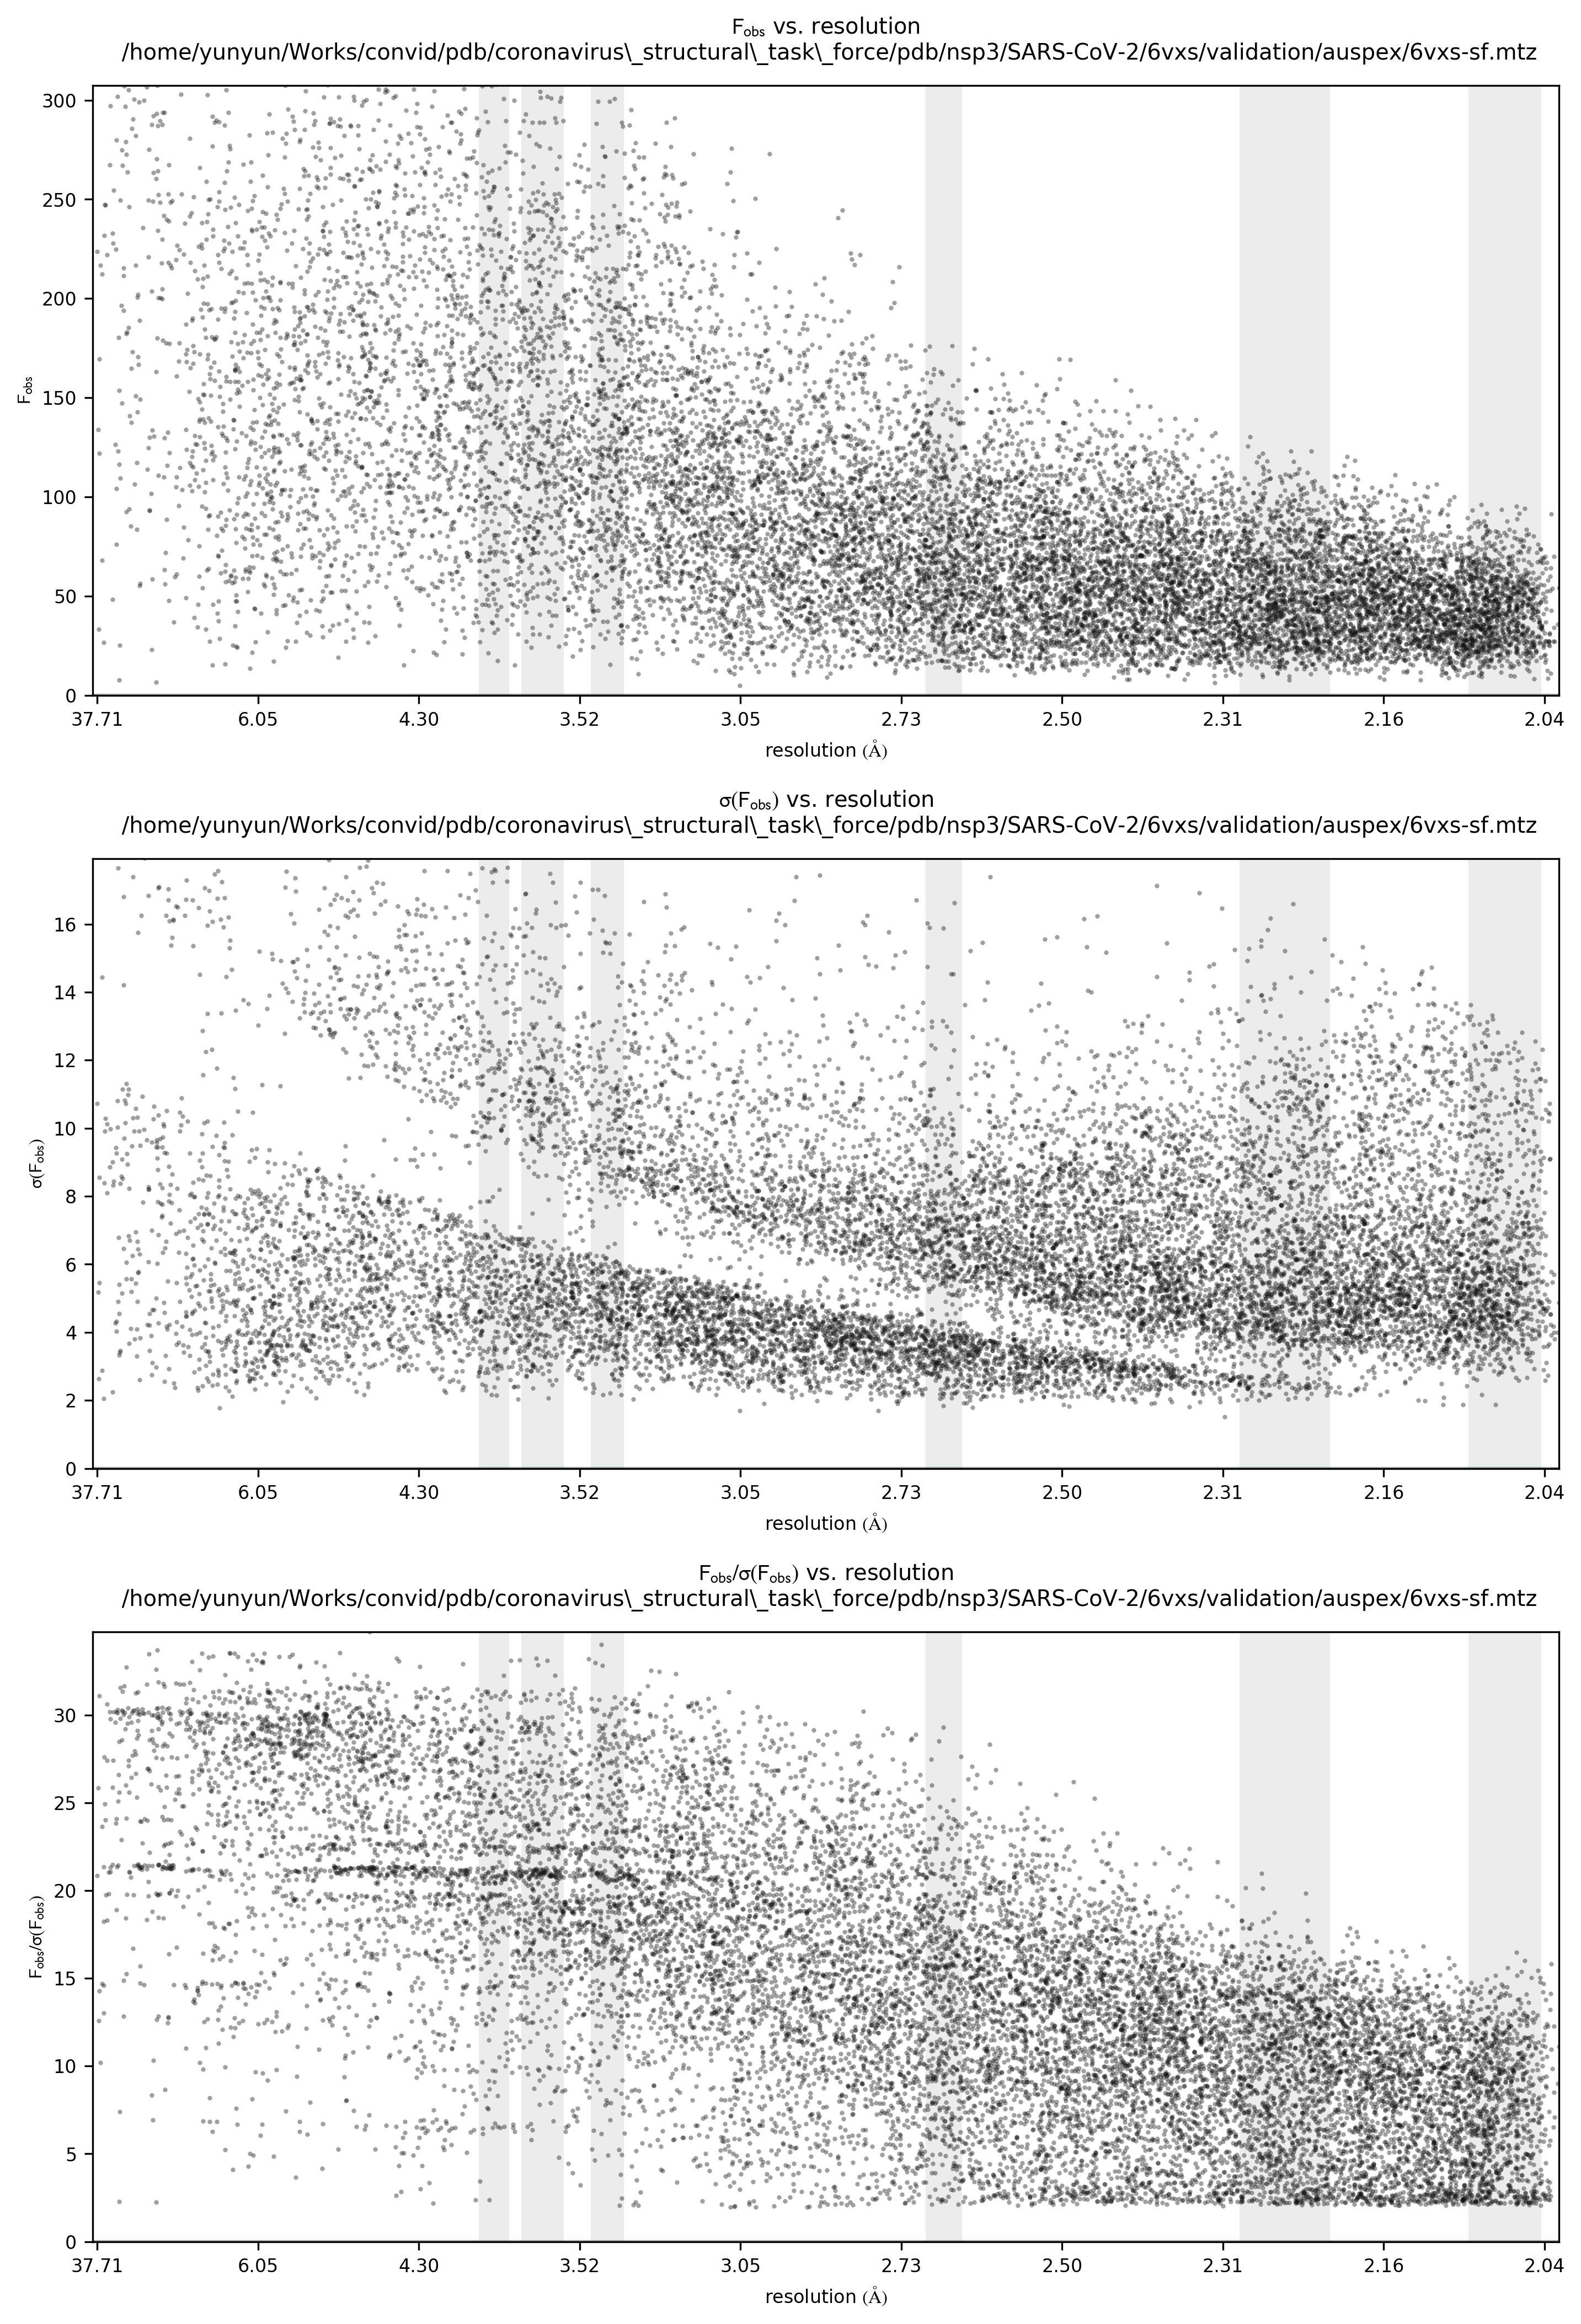 Fobs vs. resolution
/home/yunyun/Works/convid/pdb/coronavirus\_structural\_task\_force/pdb/nsp3/SARS-CoV-2/6vxs/validation/auspex/6vxs-sf.mtz
300
250
200
150
100
50
0
Fobs
37.71 6.05 4.30 3.52 3.05 2.73 2.50 2.31 2.16 2.04
resolution (Å)
σ(Fobs) vs. resolution
/home/yunyun/Works/convid/pdb/coronavirus\_structural\_task\_force/pdb/nsp3/SARS-CoV-2/6vxs/validation/auspex/6vxs-sf.mtz
16
14
12
10
8
6
4
2
0
σ(Fobs)
37.71 6.05 4.30 3.52 3.05 2.73 2.50 2.31 2.16 2.04
resolution (Å)
Fobs/σ(Fobs) vs. resolution
/home/yunyun/Works/convid/pdb/coronavirus\_structural\_task\_force/pdb/nsp3/SARS-CoV-2/6vxs/validation/auspex/6vxs-sf.mtz
30
25
20
15
10
5
0
Fobs/σ(Fobs)
37.71 6.05 4.30 3.52 3.05 2.73 2.50 2.31 2.16 2.04
resolution (Å)